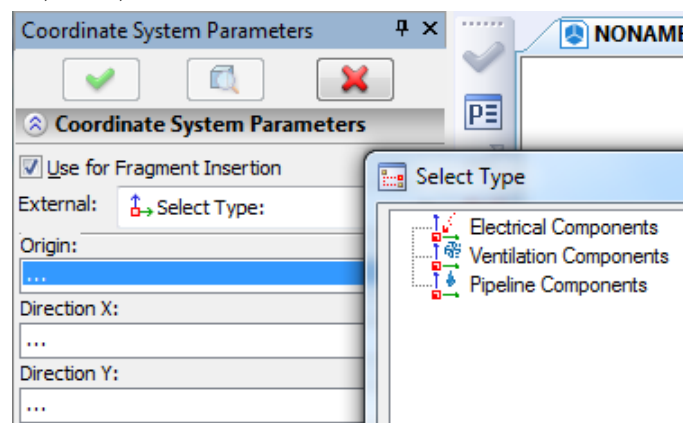 Coordinate System Parameters
NONAME
Coordinate System Parameters
Use for Fragment Insertion
External: Select Type:
Origin:
...
Direction X:
...
Direction Y:
...
PE
Select Type
Electrical Components
Ventilation Components
Pipeline Components